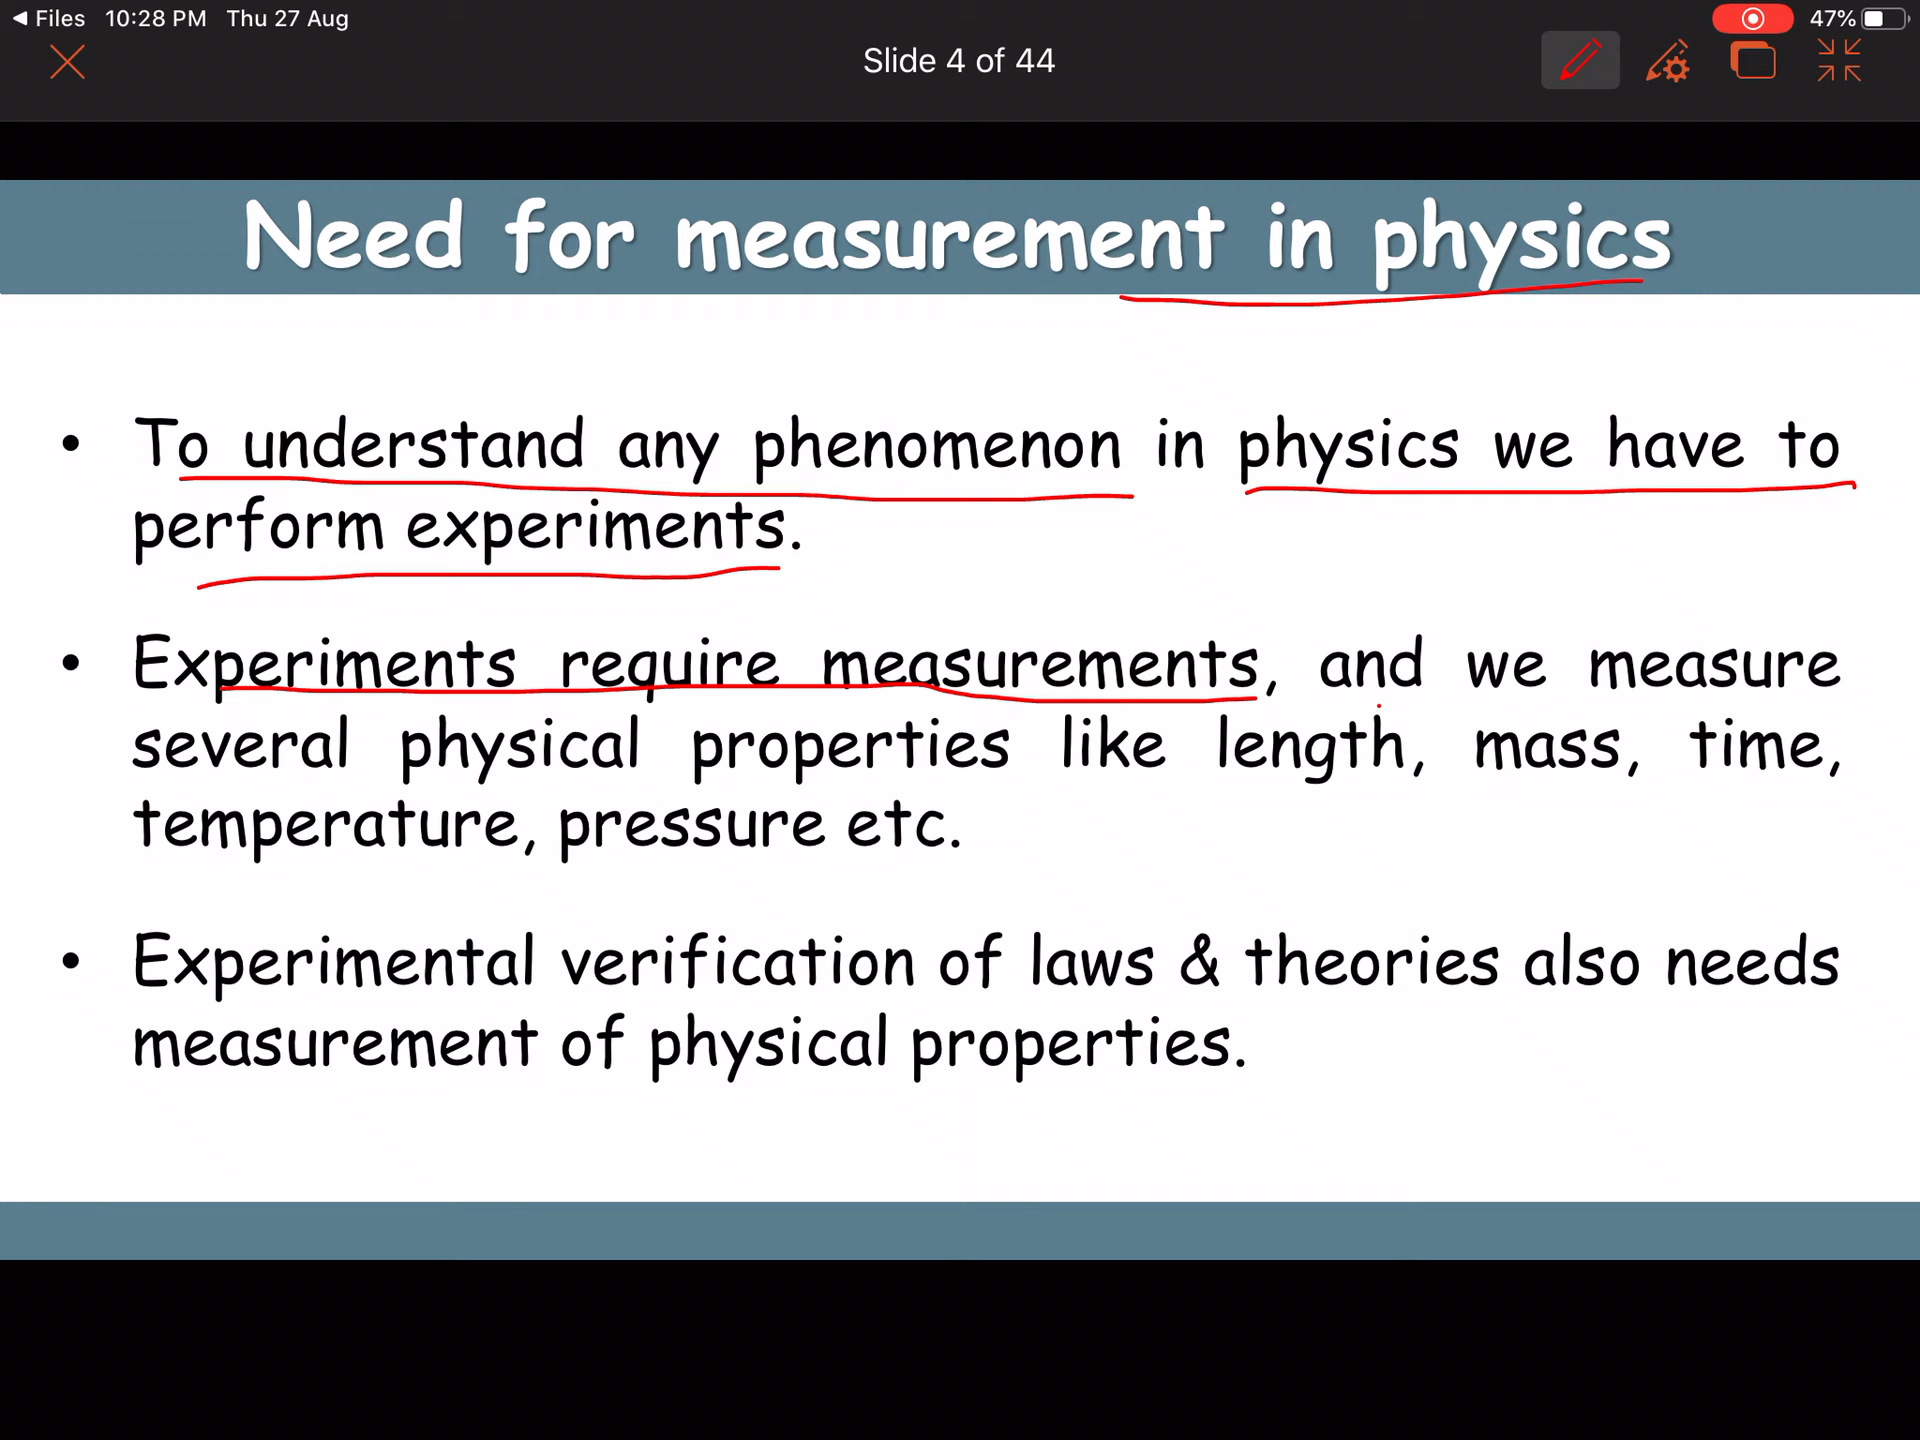 Files 10:28 PM Thu 27 Aug 47%
Slide 4 of 44
Need for measurement in physics
• To understand any phenomenon in physics we have to
perform experiments.
• Experiments require measurements, and we measure
several physical properties like length, mass, time,
temperature, pressure etc.
• Experimental verification of laws & theories also needs
measurement of physical properties.